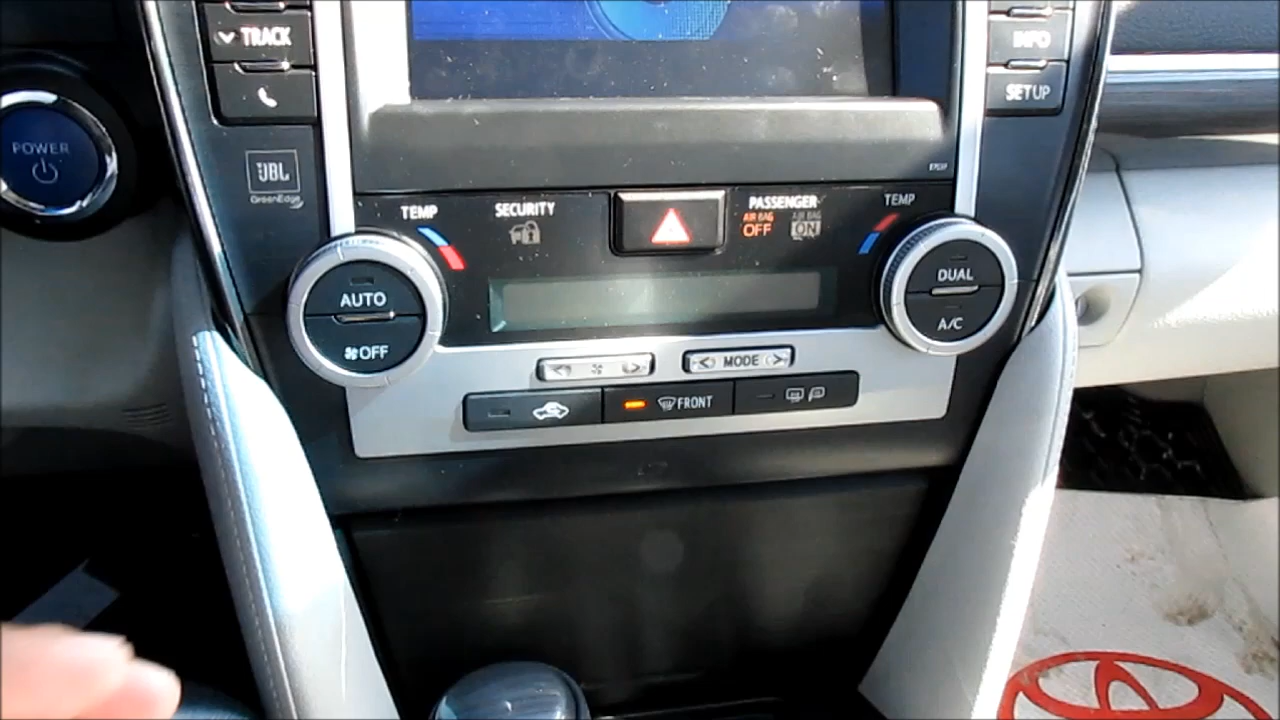 TRACK
INFO
SETUP
POWER
JBL
GreenEdge
TEMP
SECURITY
PASSENGER
AIR BAG
OFF
AIR BAG
ON
TEMP
AUTO
OFF
DUAL
A/C
< >
< MODE >
FRONT